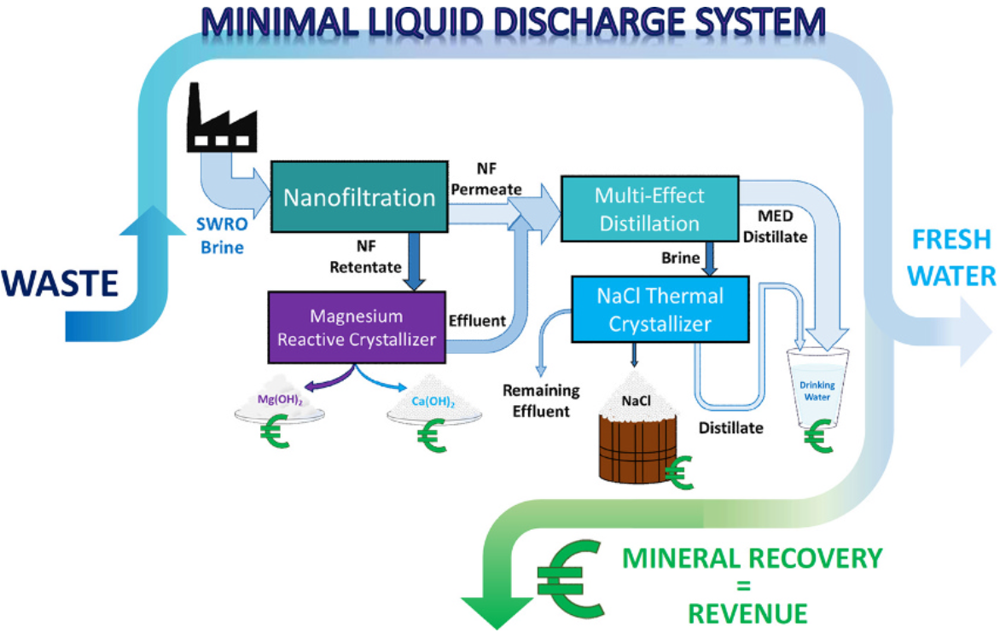 MINIMAL LIQUID DISCHARGE SYSTEM
NF
Permeate
Nanofiltration
Multi-Effect
Distillation
MED
Distillate
SWRO
Brine
NF
Retentate
Brine
FRESH
WATER
WASTE
Magnesium
Reactive Crystallizer
Effluent
NaCl Thermal
Crystallizer
Mg(OH)₂
Ca(OH)₂
Remaining
Effluent
NaCl
Distillate
Drinking
Water
€
€
€
€
€
MINERAL RECOVERY
=
REVENUE